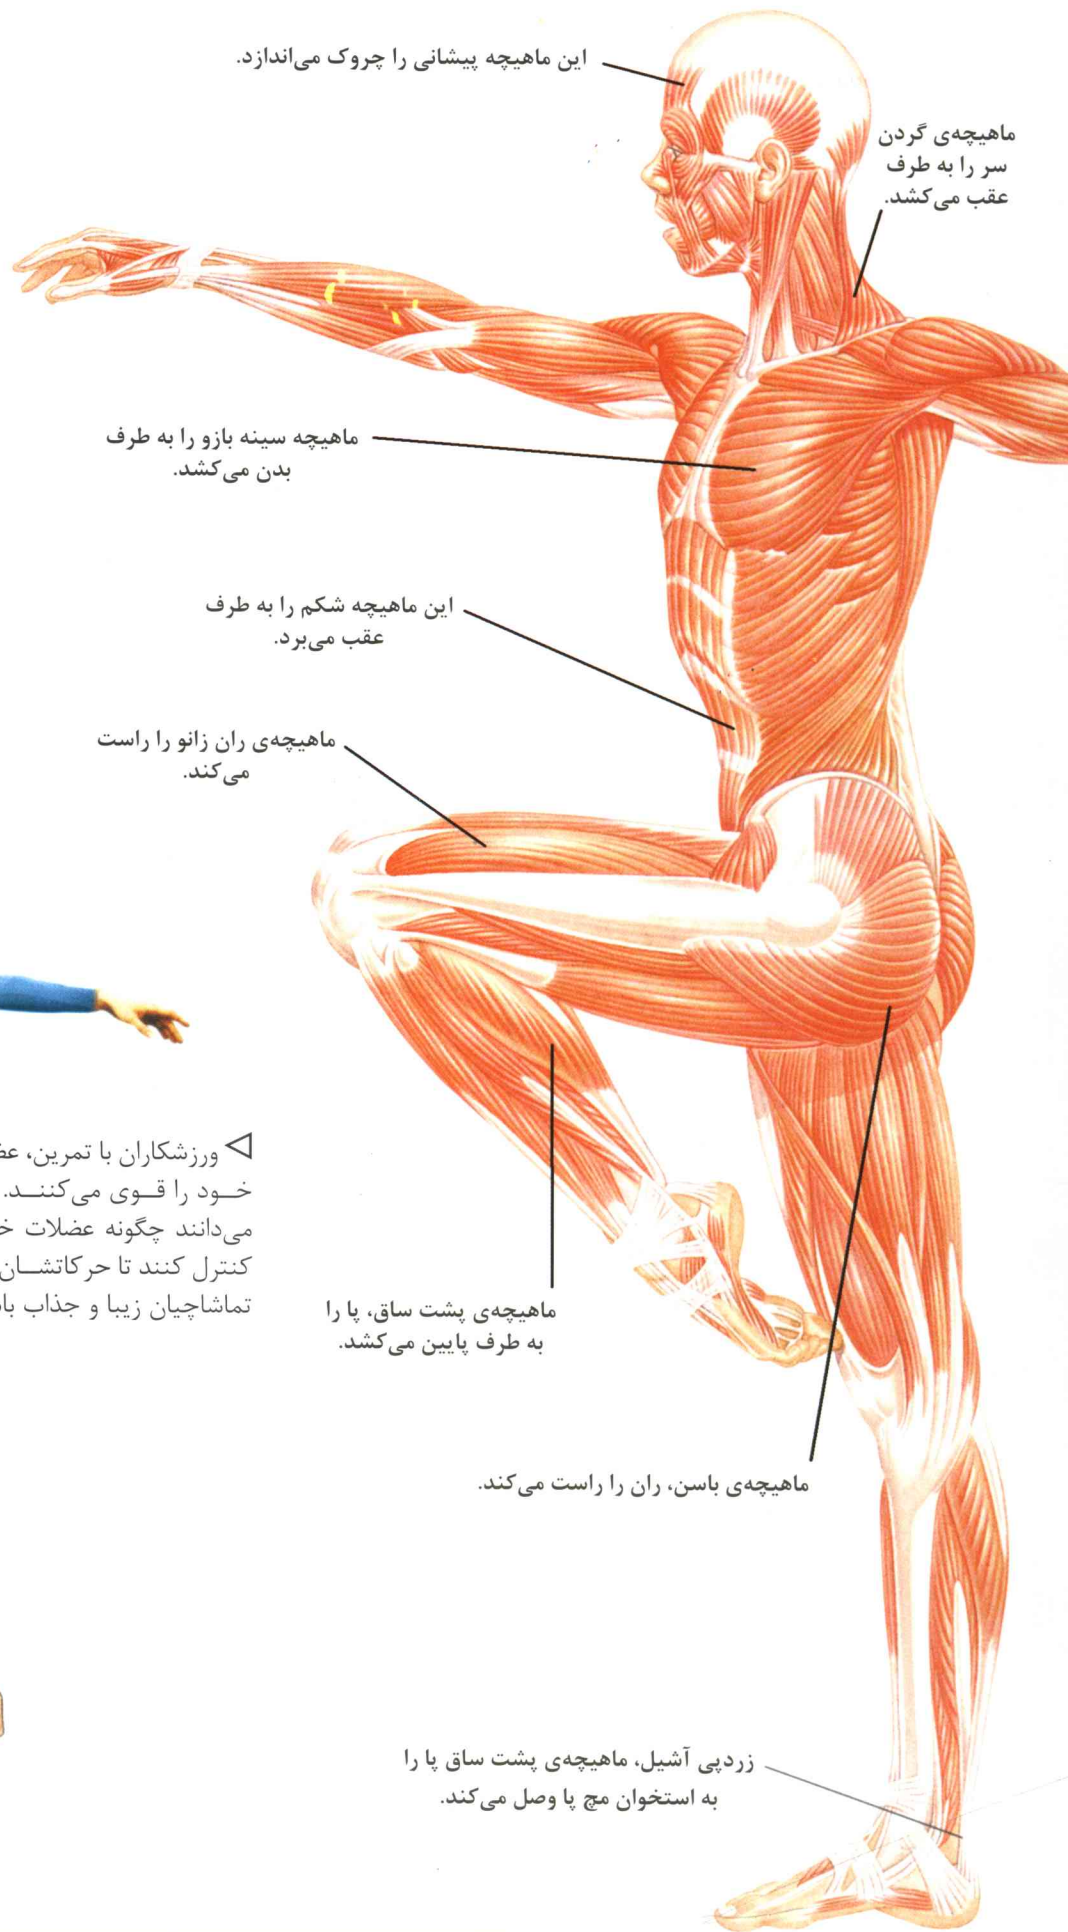 این ماهیچه پیشانی را چروک می‌اندازد.
ماهیچه‌ی گردن
سر را به طرف
عقب می‌کشد.
ماهیچه سینه بازو را به طرف
بدن می‌کشد.
این ماهیچه شکم را به طرف
عقب می‌برد.
ماهیچه‌ی ران زانو را راست
می‌کند.
ورزشکاران با تمرین،
خود را قوی می‌کنند.
می‌دانند چگونه عضلات
کنترل کنند تا حرکاتشان
تماشاچیان زیبا و جذاب
ماهیچه‌ی پشت ساق، پا را
به طرف پایین می‌کشد.
ماهیچه‌ی باسن، ران را راست می‌کند.
زردپی آشیل، ماهیچه‌ی پشت ساق پا را
به استخوان مچ پا وصل می‌کند.